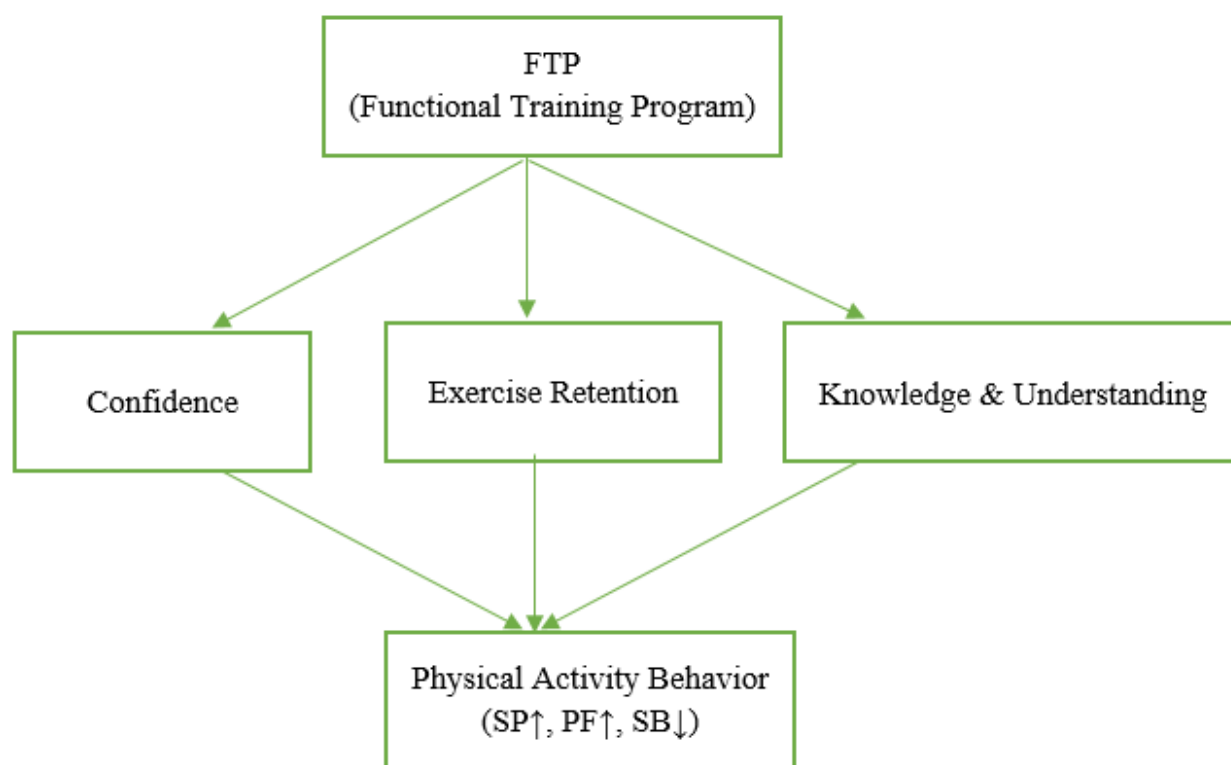 FTP
(Functional Training Program)
Confidence
Exercise Retention
Knowledge & Understanding
Physical Activity Behavior
(SP↑, PF↑, SB↓)